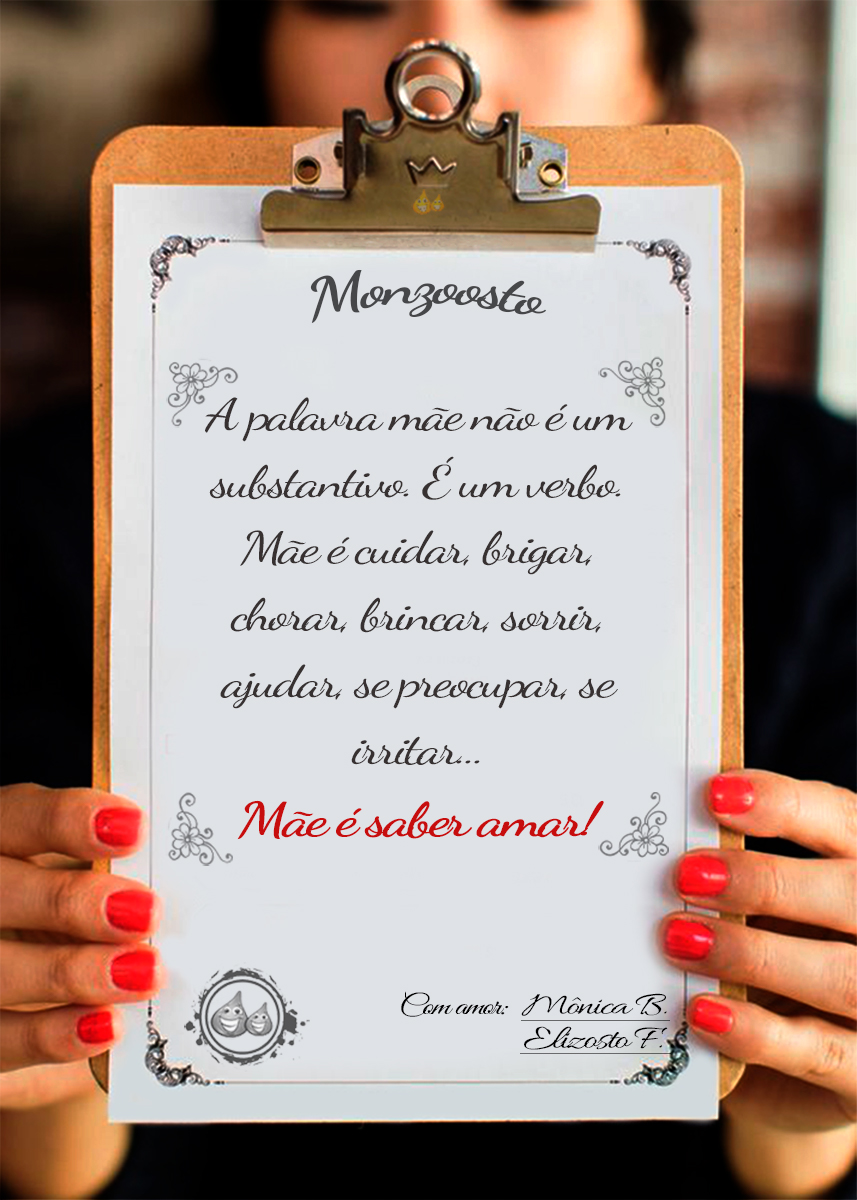 Monzoosto
A palavra mãe não é um
substantivo. É um verbo.
Mãe é cuidar, brigar,
chorar, brincar, sorrir,
ajudar, se preocupar, se
irritar...
Mãe é saber amar!
Com amor: Mônica B.
Elizosto F.